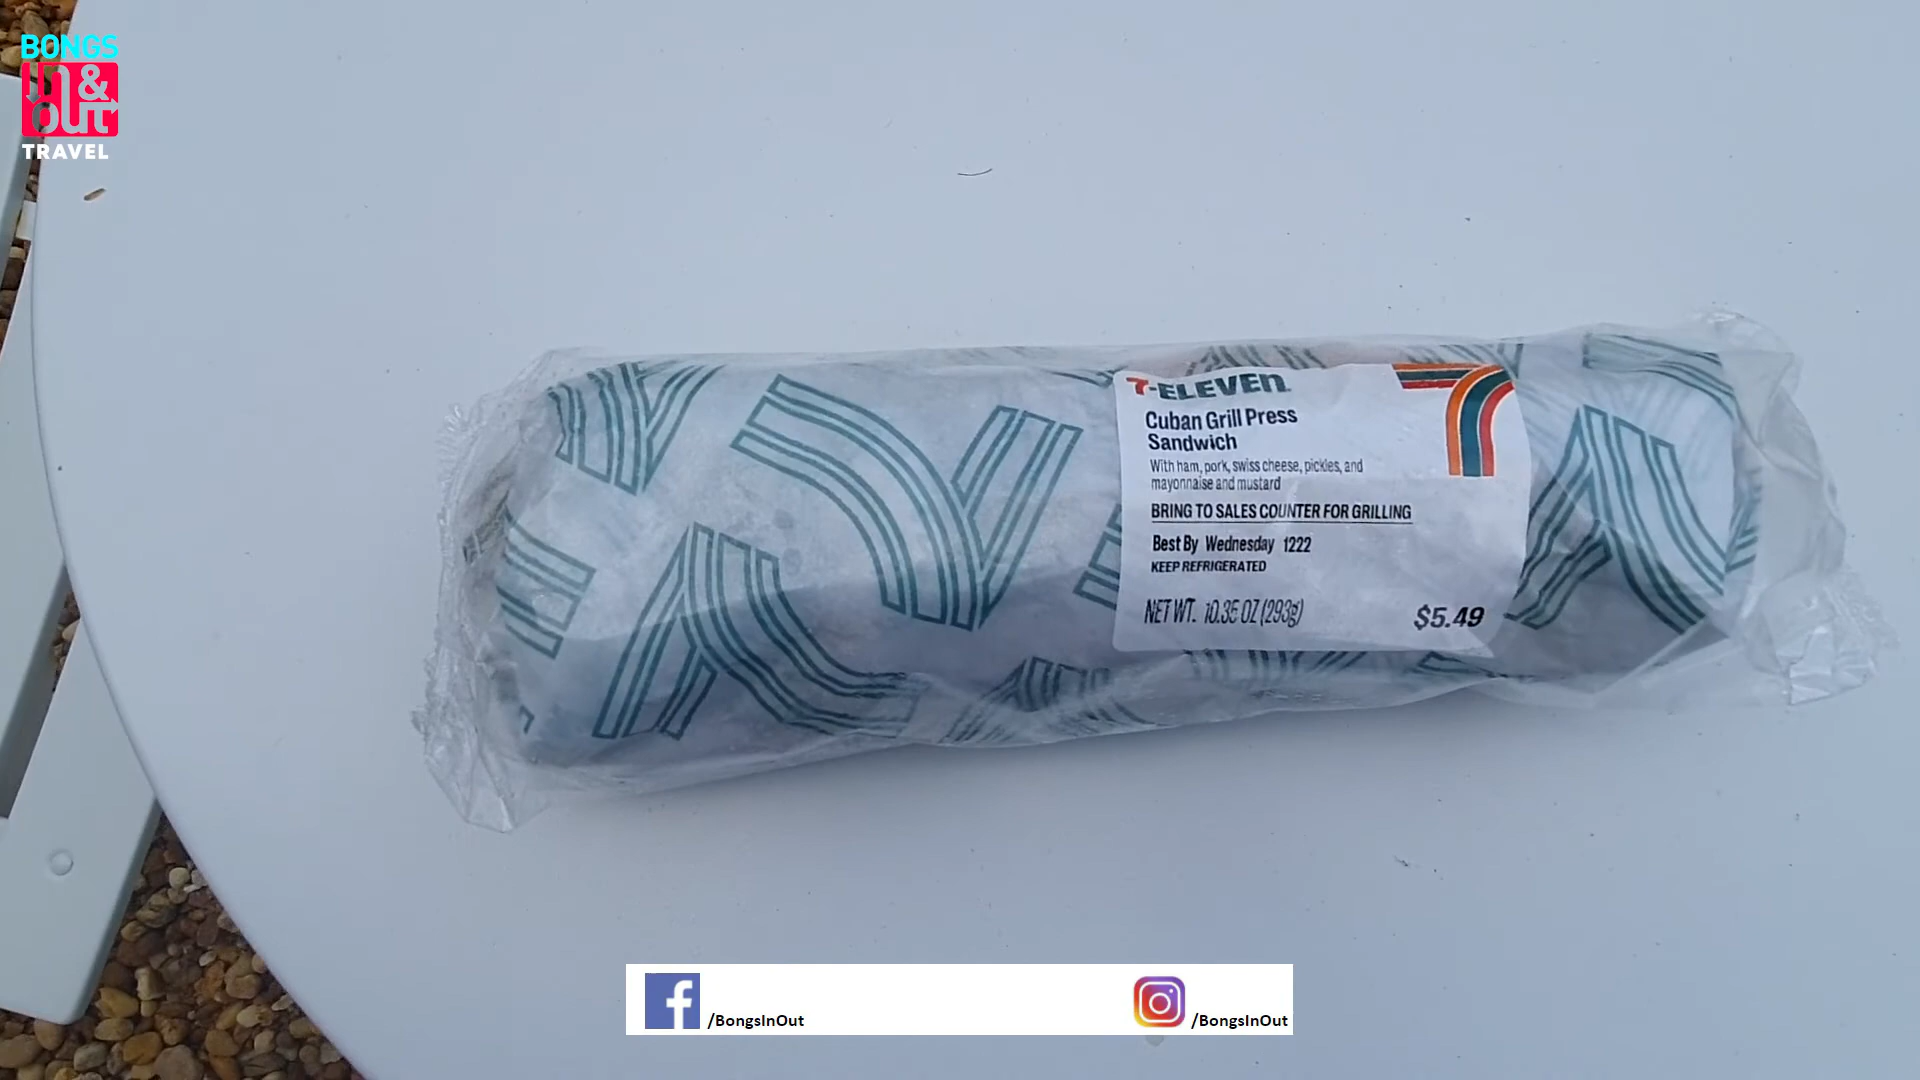 BONGS
in&
out
TRAVEL
7-ELEVEn
Cuban Grill Press
Sandwich
With ham, pork, swiss cheese, pickles, and
mayonnaise and mustard
BRING TO SALES COUNTER FOR GRILLING
Best By Wednesday 1222
KEEP REFRIGERATED
NET WT. 10.35 OZ (293g)
$5.49
/BongsInOut
/BongsInOut